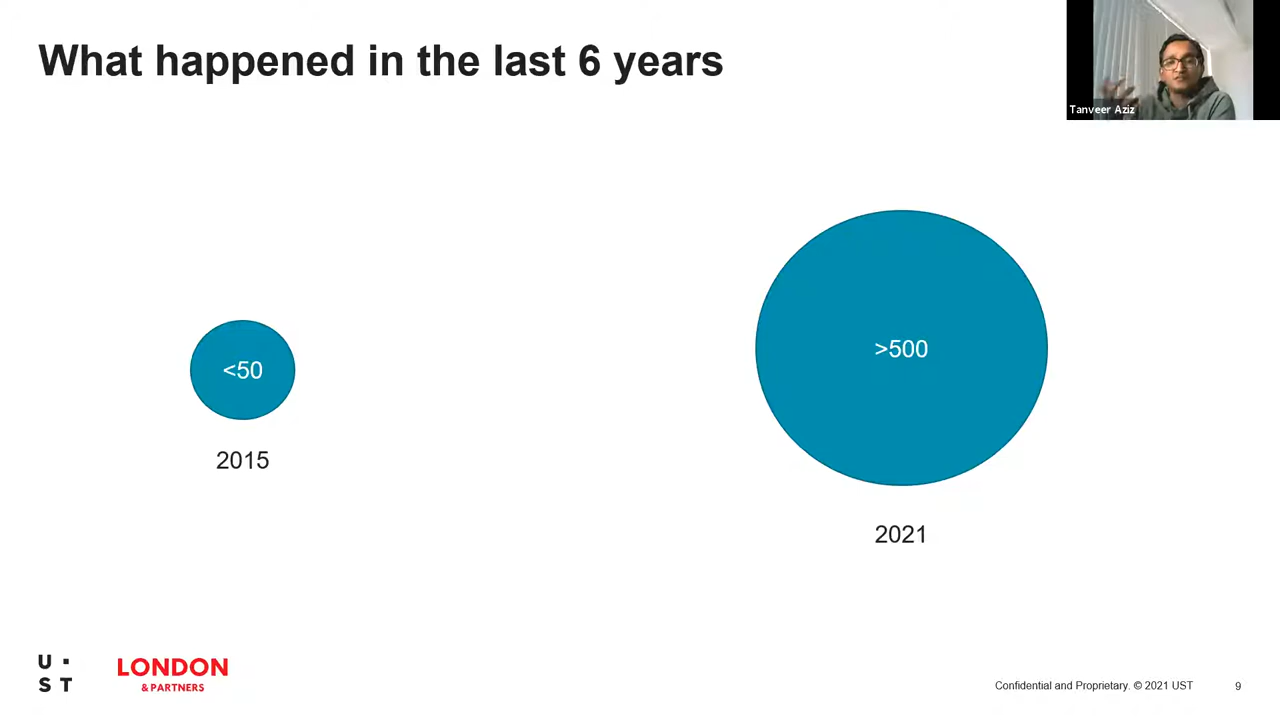 What happened in the last 6 years
Tanveer Aziz
<50
2015
>500
2021
U
ST
LONDON
& PARTNERS
Confidential and Proprietary. © 2021 UST
9